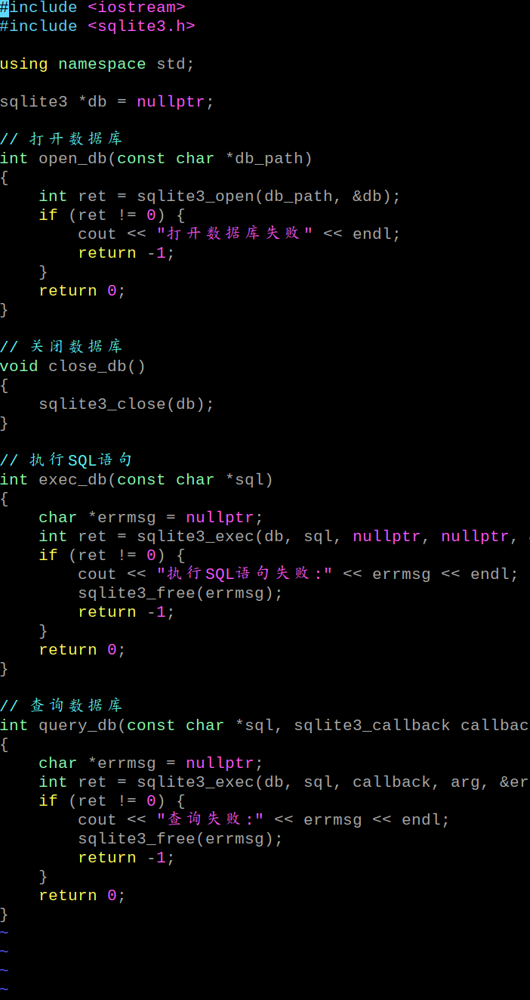 #include <iostream>
#include <sqlite3.h>
using namespace std;
sqlite3 *db = nullptr;
// 打开数据库
int open_db(const char *db_path)
{
    int ret = sqlite3_open(db_path, &db);
    if (ret != 0) {
        cout << "打开数据库失败" << endl;
        return -1;
    }
    return 0;
}
// 关闭数据库
void close_db()
{
    sqlite3_close(db);
}
// 执行SQL语句
int exec_db(const char *sql)
{
    char *errmsg = nullptr;
    int ret = sqlite3_exec(db, sql, nullptr, nullptr,
    if (ret != 0) {
        cout << "执行SQL语句失败:" << errmsg << endl;
        sqlite3_free(errmsg);
        return -1;
    }
    return 0;
}
// 查询数据库
int query_db(const char *sql, sqlite3_callback callbac
{
    char *errmsg = nullptr;
    int ret = sqlite3_exec(db, sql, callback, arg, &er
    if (ret != 0) {
        cout << "查询失败:" << errmsg << endl;
        sqlite3_free(errmsg);
        return -1;
    }
    return 0;
}
~
~
~
~